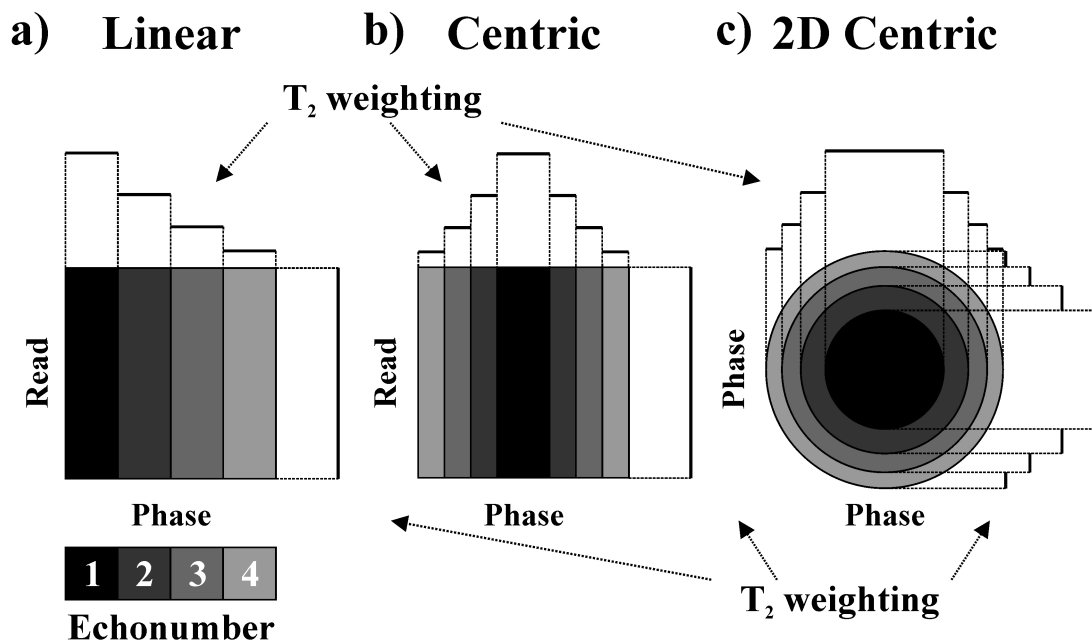 a) Linear
b) Centric
c) 2D Centric
T₂ weighting
Read
Read
Phase
Phase
Phase
Phase
1 2 3 4
Echonumber
T₂ weighting